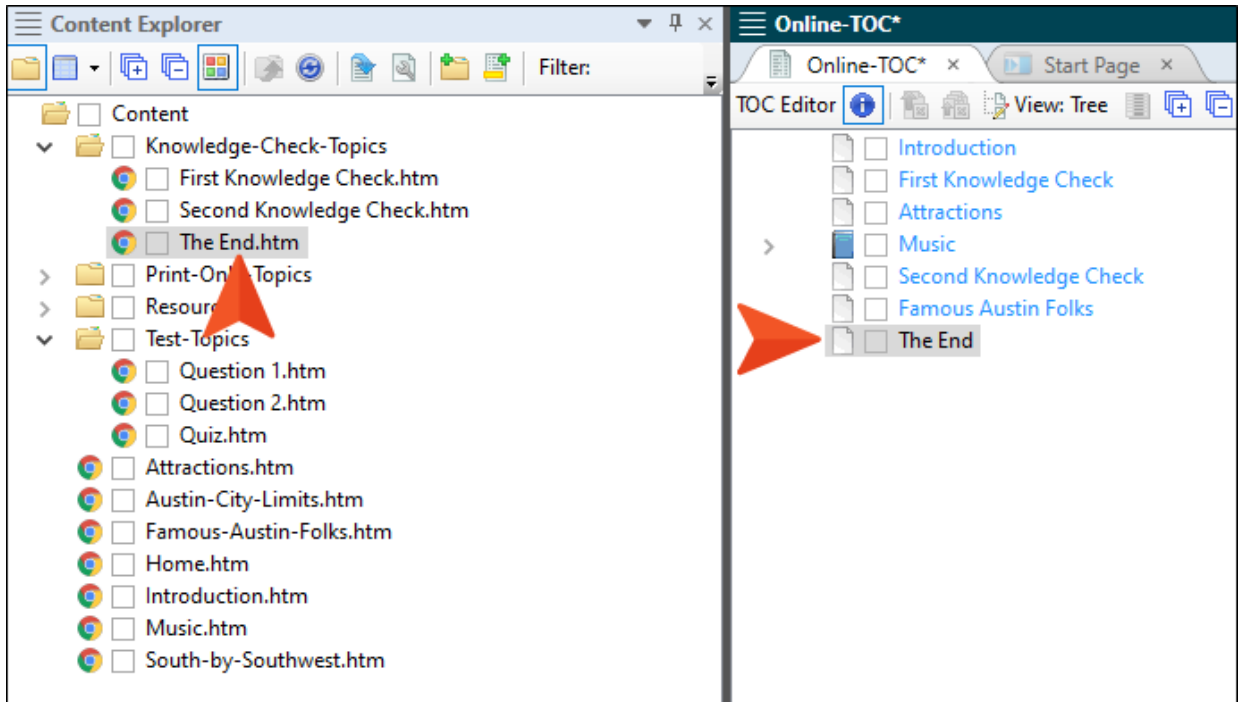 Content Explorer
Filter:
Content
Knowledge-Check-Topics
First Knowledge Check.htm
Second Knowledge Check.htm
The End.htm
Topics
Test-Topics
Question 1.htm
Question 2.htm
Quiz.htm
Attractions.htm
Austin-City-Limits.htm
Famous-Austin-Folks.htm
Home.htm
Introduction.htm
Music.htm
South-by-Southwest.htm
Online-TOC*
Online-TOC* Start Page
TOC Editor View: Tree
Introduction
First Knowledge Check
Attractions
Music
Second Knowledge Check
Famous Austin Folks
The End